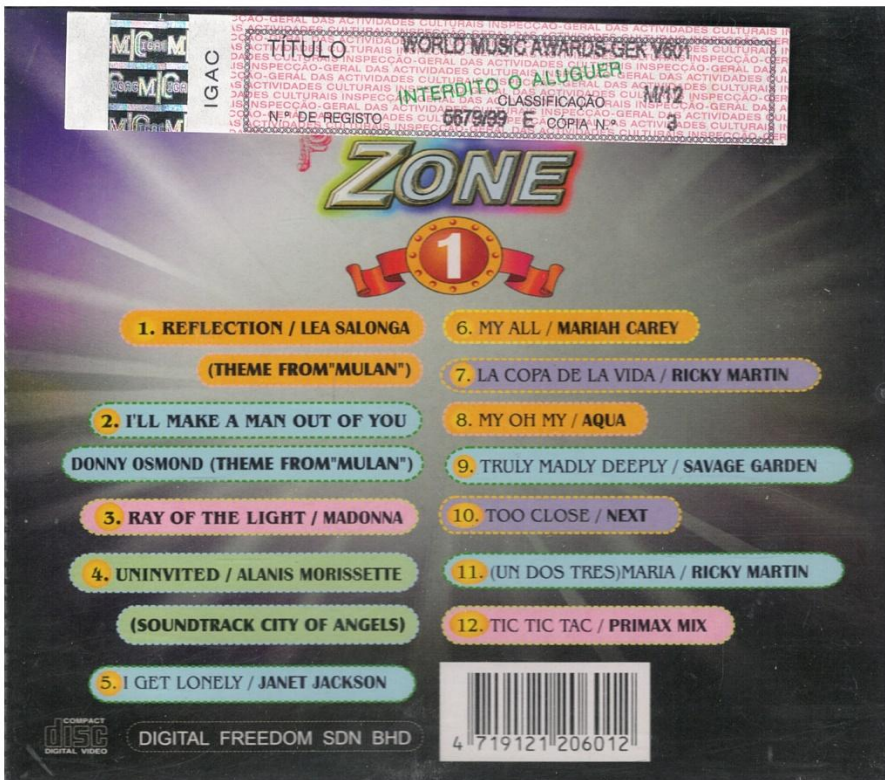 IGAC
TÍTULO WORLD MUSIC AWARDS-GEK V601
INTERDITO O ALUGUER
CLASSIFICAÇÃO M/12
N.º DE REGISTO 6679/99 E CÓPIA N.º 3
ZONE
1
1. REFLECTION / LEA SALONGA
(THEME FROM"MULAN")
2. I'LL MAKE A MAN OUT OF YOU
DONNY OSMOND (THEME FROM"MULAN")
3. RAY OF THE LIGHT / MADONNA
4. UNINVITED / ALANIS MORISSETTE
(SOUNDTRACK CITY OF ANGELS)
5. I GET LONELY / JANET JACKSON
6. MY ALL / MARIAH CAREY
7. LA COPA DE LA VIDA / RICKY MARTIN
8. MY OH MY / AQUA
9. TRULY MADLY DEEPLY / SAVAGE GARDEN
10. TOO CLOSE / NEXT
11. (UN DOS TRES)MARIA / RICKY MARTIN
12. TIC TIC TAC / PRIMAX MIX
COMPACT
disc
DIGITAL VIDEO
DIGITAL FREEDOM SDN BHD
4 719121 206012